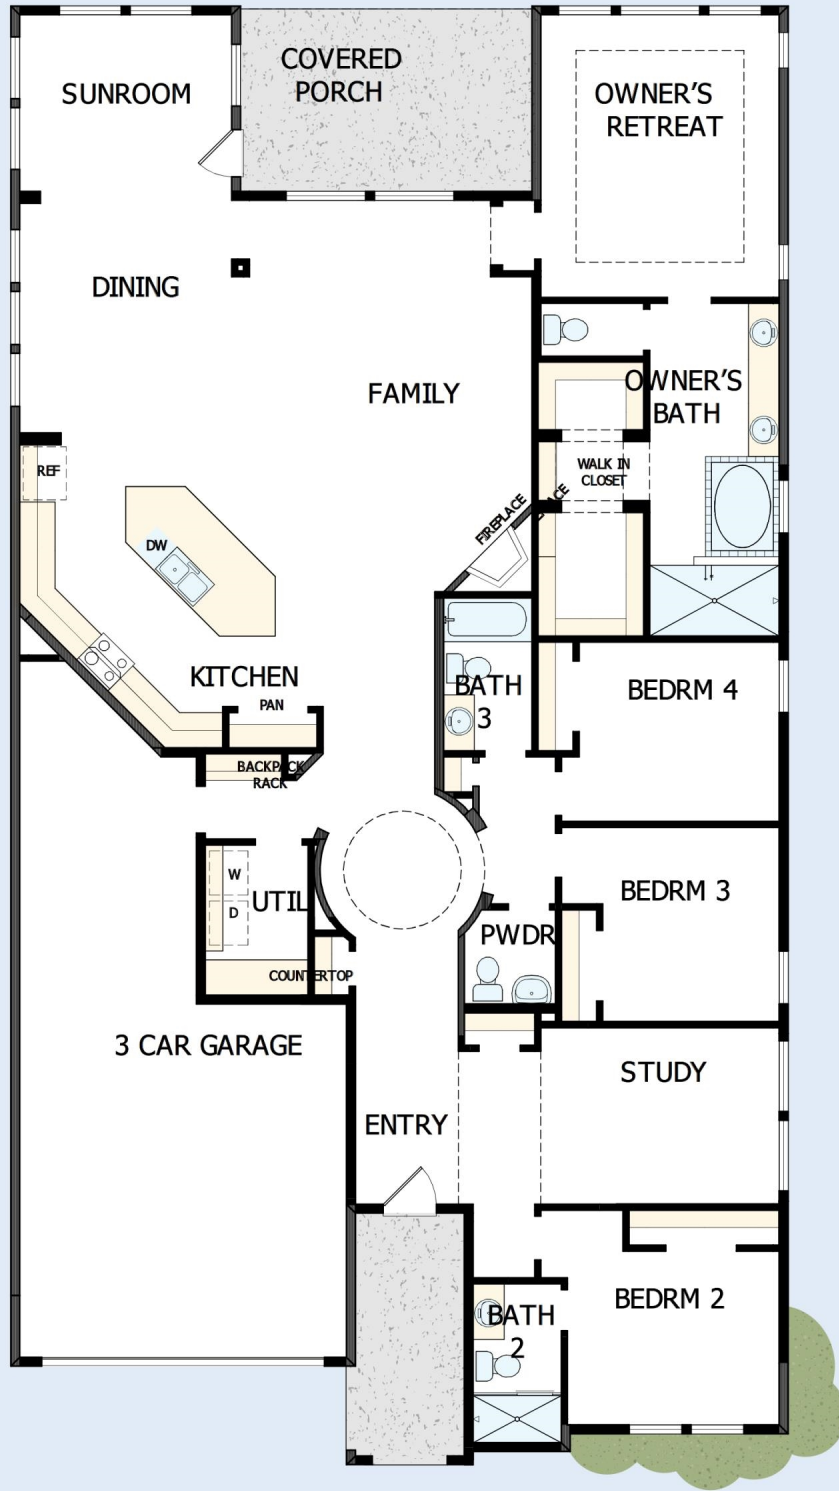 COVERED
PORCH
SUNROOM
OWNER'S
RETREAT
DINING
FAMILY
OWNER'S
BATH
REF
WALK IN
CLOSET
FIREPLACE
DW
KITCHEN
PAN
BATH
3
BEDRM 4
BACKPACK
RACK
W
D
UTIL
BEDRM 3
PWDR
COUNTERTOP
3 CAR GARAGE
STUDY
ENTRY
BEDRM 2
BATH
2